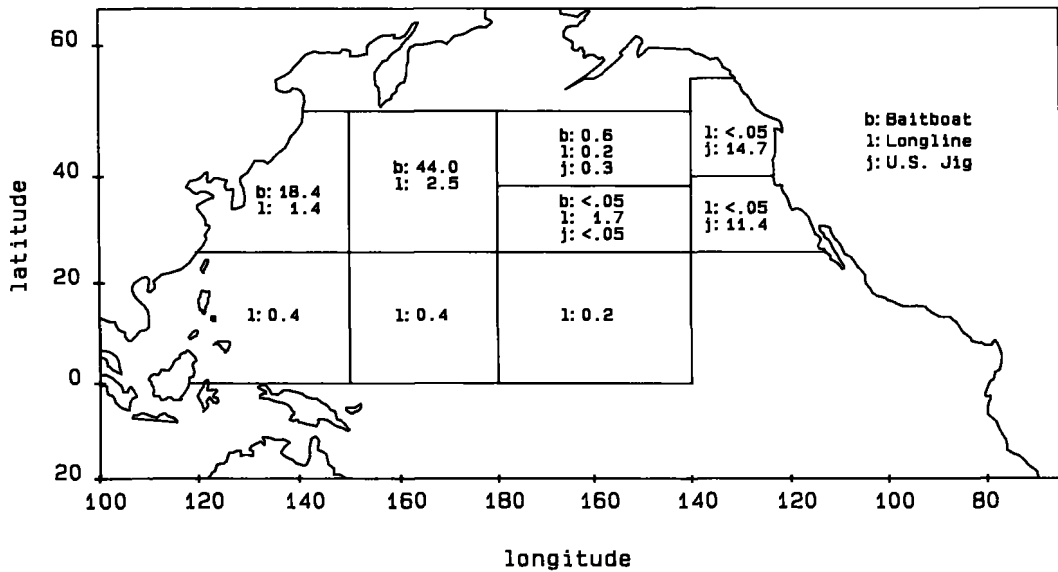 60
40
20
0
20
latitude
b: 18.4
l: 1.4
b: 44.0
l: 2.5
b: 0.6
l: 0.2
j: 0.3
b: <.05
l: 1.7
j: <.05
l: <.05
j: 14.7
l: <.05
j: 11.4
l: 0.4
l: 0.4
l: 0.2
b: Baitboat
l: Longline
j: U.S. Jig
100 120 140 160 180 160 140 120 100 80
longitude